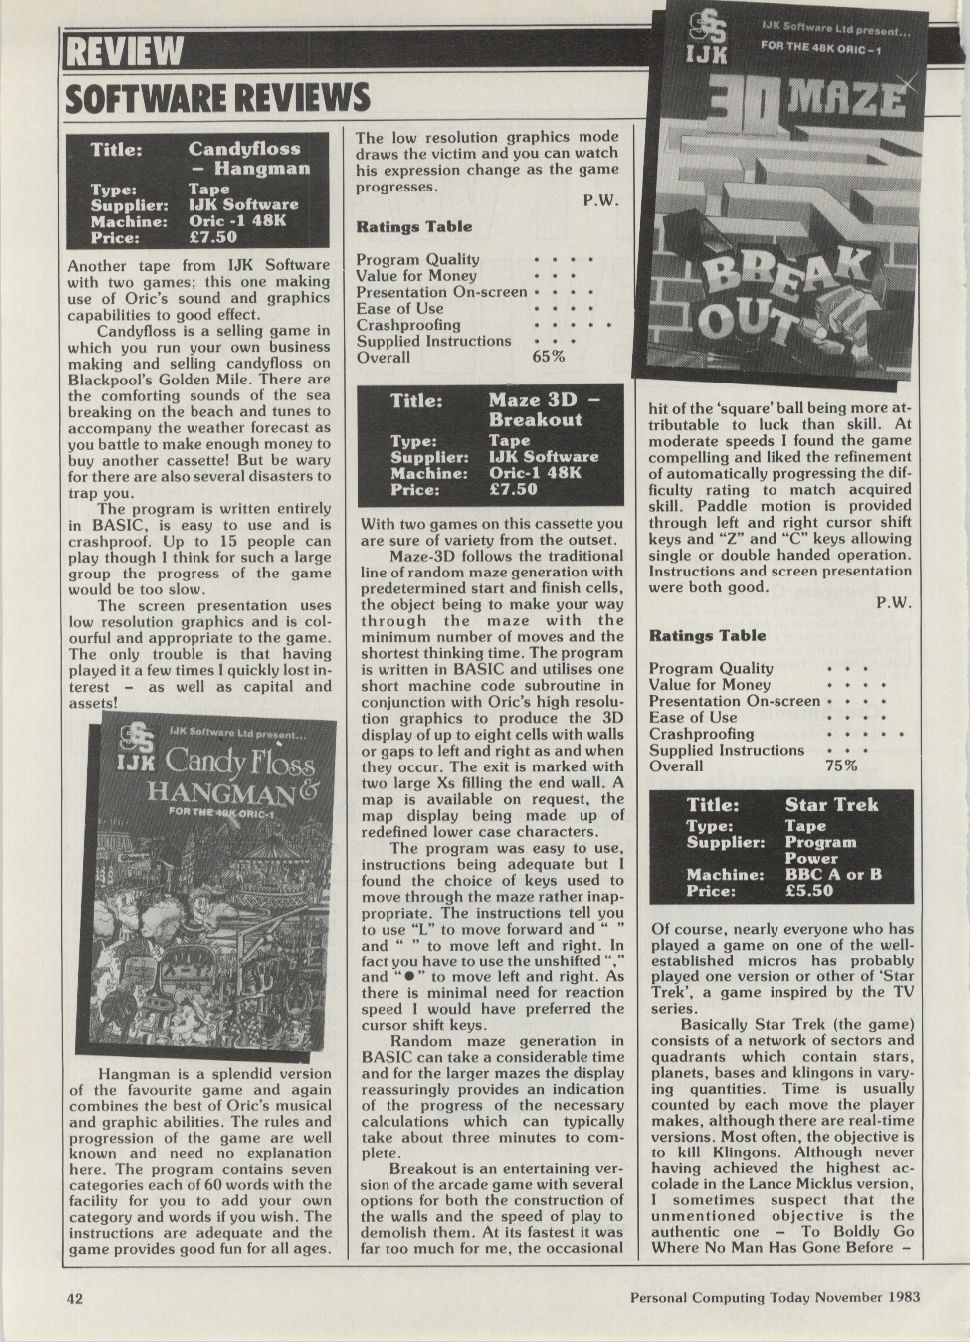 REVIEW
SOFTWARE REVIEWS
Title: Candyfloss
– Hangman
Type: Tape
Supplier: IJK Software
Machine: Oric -1 48K
Price: £7.50
Another tape from IJK Software
with two games; this one making
use of Oric's sound and graphics
capabilities to good effect.
Candyfloss is a selling game in
which you run your own business
making and selling candyfloss on
Blackpool's Golden Mile. There are
the comforting sounds of the sea
breaking on the beach and tunes to
accompany the weather forecast as
you battle to make enough money to
buy another cassette! But be wary
for there are also several disasters to
trap you.
The program is written entirely
in BASIC, is easy to use and is
crashproof. Up to 15 people can
play though I think for such a large
group the progress of the game
would be too slow.
The screen presentation uses
low resolution graphics and is col-
ourful and appropriate to the game.
The only trouble is that having
played it a few times I quickly lost in-
terest – as well as capital and
assets!
SS
IJK
IJK Software Ltd present...
Candy Floss
& HANGMAN
FOR THE 48K ORIC-1
Hangman is a splendid version
of the favourite game and again
combines the best of Oric's musical
and graphic abilities. The rules and
progression of the game are well
known and need no explanation
here. The program contains seven
categories each of 60 words with the
facility for you to add your own
category and words if you wish. The
instructions are adequate and the
game provides good fun for all ages.
The low resolution graphics mode
draws the victim and you can watch
his expression change as the game
progresses.
P.W.
Ratings Table
Program Quality * * * *
Value for Money * * *
Presentation On-screen * * * *
Ease of Use * * * *
Crashproofing * * * * *
Supplied Instructions * * *
Overall 65%
Title: Maze 3D –
Breakout
Type: Tape
Supplier: IJK Software
Machine: Oric-1 48K
Price: £7.50
With two games on this cassette you
are sure of variety from the outset.
Maze-3D follows the traditional
line of random maze generation with
predetermined start and finish cells,
the object being to make your way
through the maze with the
minimum number of moves and the
shortest thinking time. The program
is written in BASIC and utilises one
short machine code subroutine in
conjunction with Oric's high resolu-
tion graphics to produce the 3D
display of up to eight cells with walls
or gaps to left and right as and when
they occur. The exit is marked with
two large Xs filling the end wall. A
map is available on request, the
map display being made up of
redefined lower case characters.
The program was easy to use,
instructions being adequate but I
found the choice of keys used to
move through the maze rather inap-
propriate. The instructions tell you
to use "L" to move forward and " "
and " " to move left and right. In
fact you have to use the unshifted ","
and "●" to move left and right. As
there is minimal need for reaction
speed I would have preferred the
cursor shift keys.
Random maze generation in
BASIC can take a considerable time
and for the larger mazes the display
reassuringly provides an indication
of the progress of the necessary
calculations which can typically
take about three minutes to com-
plete.
Breakout is an entertaining ver-
sion of the arcade game with several
options for both the construction of
the walls and the speed of play to
demolish them. At its fastest it was
far too much for me, the occasional
SS
IJK
IJK Software Ltd present...
FOR THE 48K ORIC-1
3D MAZE
BREAK
OUT
hit of the 'square' ball being more at-
tributable to luck than skill. At
moderate speeds I found the game
compelling and liked the refinement
of automatically progressing the dif-
ficulty rating to match acquired
skill. Paddle motion is provided
through left and right cursor shift
keys and "Z" and "C" keys allowing
single or double handed operation.
Instructions and screen presentation
were both good.
P.W.
Ratings Table
Program Quality * * *
Value for Money * * * *
Presentation On-screen * * * *
Ease of Use * * * *
Crashproofing * * * * *
Supplied Instructions * * *
Overall 75%
Title: Star Trek
Type: Tape
Supplier: Program
Power
Machine: BBC A or B
Price: £5.50
Of course, nearly everyone who has
played a game on one of the well-
established micros has probably
played one version or other of 'Star
Trek', a game inspired by the TV
series.
Basically Star Trek (the game)
consists of a network of sectors and
quadrants which contain stars,
planets, bases and klingons in vary-
ing quantities. Time is usually
counted by each move the player
makes, although there are real-time
versions. Most often, the objective is
to kill Klingons. Although never
having achieved the highest ac-
colade in the Lance Micklus version,
I sometimes suspect that the
unmentioned objective is the
authentic one – To Boldly Go
Where No Man Has Gone Before –
42
Personal Computing Today November 1983